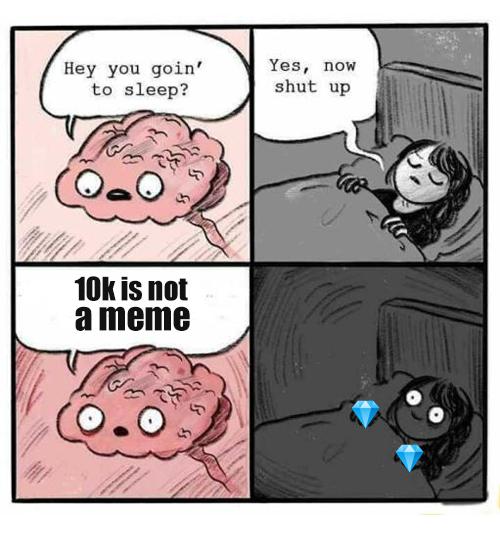 Hey you goin'
to sleep?
Yes, now
shut up
10k is not
a meme